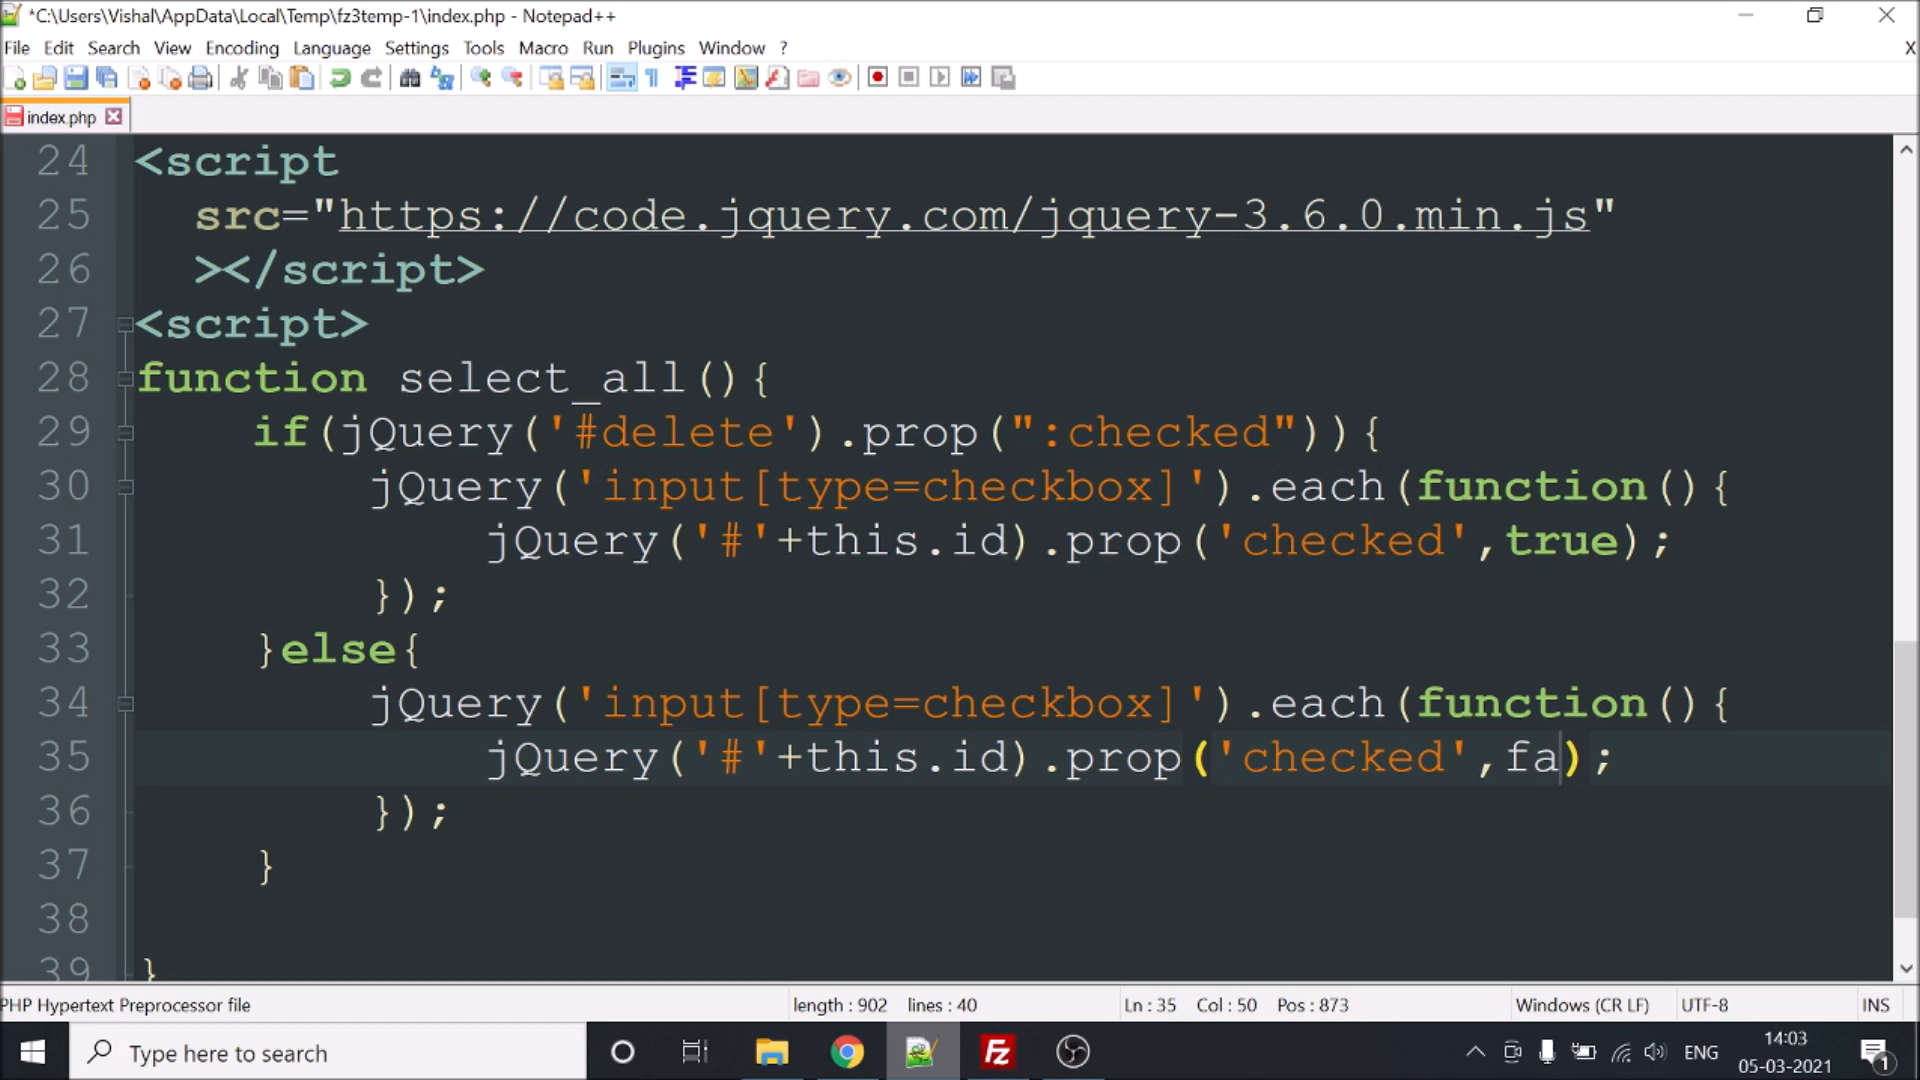 *C:\Users\Vishal\AppData\Local\Temp\fz3temp-1\index.php - Notepad++
File Edit Search View Encoding Language Settings Tools Macro Run Plugins Window ? X
index.php
24 <script
25 src="https://code.jquery.com/jquery-3.6.0.min.js"
26 ></script>
27 <script>
28 function select_all(){
29 if(jQuery('#delete').prop(":checked")){
30 jQuery('input[type=checkbox]').each(function(){
31 jQuery('#'+this.id).prop('checked',true);
32 });
33 }else{
34 jQuery('input[type=checkbox]').each(function(){
35 jQuery('#'+this.id).prop('checked',fa);
36 });
37 }
38
39 }
PHP Hypertext Preprocessor file length : 902 lines : 40 Ln : 35 Col : 50 Pos : 873 Windows (CR LF) UTF-8 INS
Type here to search ENG 14:03
05-03-2021 1